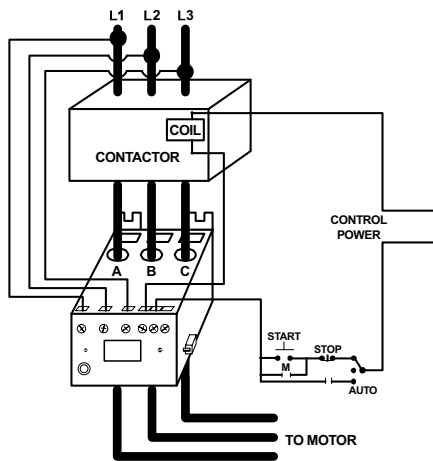 L1 L2 L3
COIL
CONTACTOR
CONTROL
POWER
A B C
START
STOP
M
AUTO
TO MOTOR